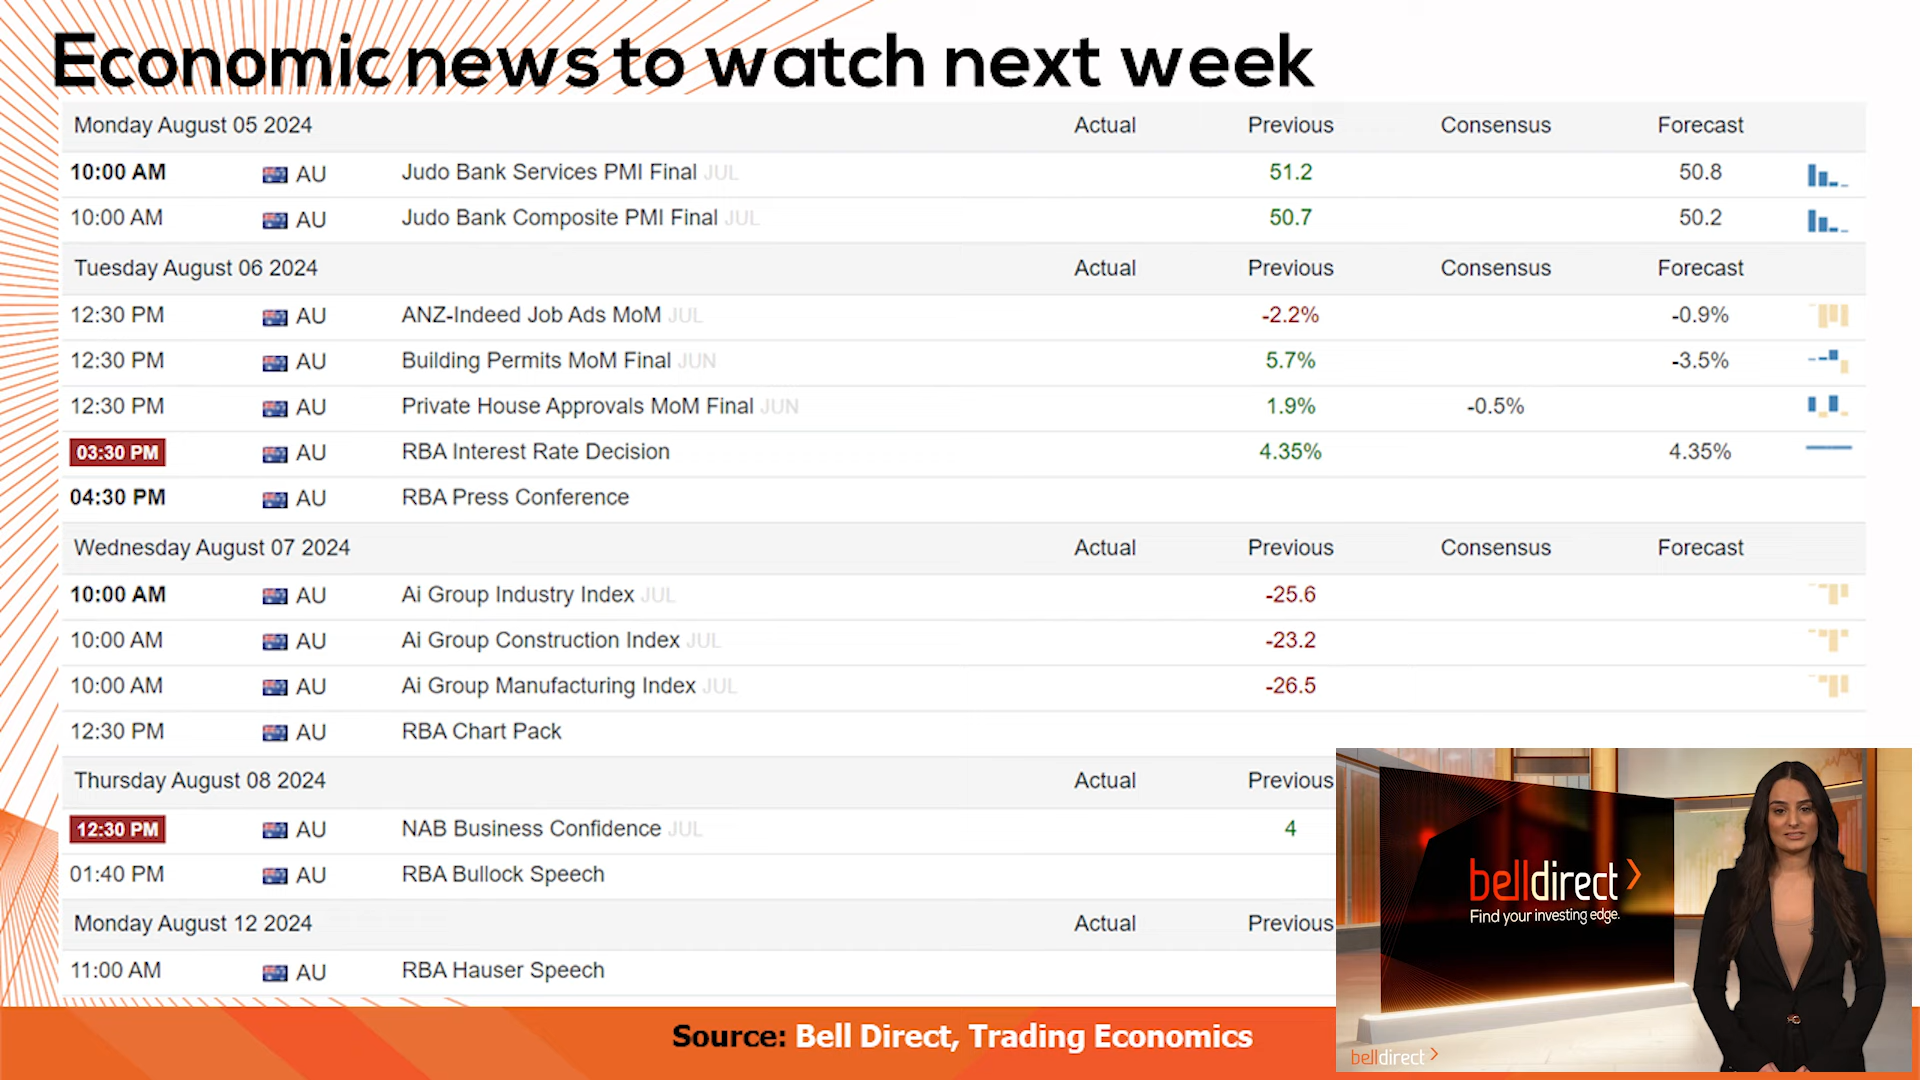 Economic news to watch next week
Monday August 05 2024 Actual Previous Consensus Forecast
10:00 AM AU Judo Bank Services PMI Final JUL 51.2 50.8
10:00 AM AU Judo Bank Composite PMI Final JUL 50.7 50.2
Tuesday August 06 2024 Actual Previous Consensus Forecast
12:30 PM AU ANZ-Indeed Job Ads MoM JUL -2.2% -0.9%
12:30 PM AU Building Permits MoM Final JUN 5.7% -3.5%
12:30 PM AU Private House Approvals MoM Final JUN 1.9% -0.5%
03:30 PM AU RBA Interest Rate Decision 4.35% 4.35%
04:30 PM AU RBA Press Conference
Wednesday August 07 2024 Actual Previous Consensus Forecast
10:00 AM AU Ai Group Industry Index JUL -25.6
10:00 AM AU Ai Group Construction Index JUL -23.2
10:00 AM AU Ai Group Manufacturing Index JUL -26.5
12:30 PM AU RBA Chart Pack
Thursday August 08 2024 Actual Previous
12:30 PM AU NAB Business Confidence JUL 4
01:40 PM AU RBA Bullock Speech
Monday August 12 2024 Actual Previous
11:00 AM AU RBA Hauser Speech
belldirect
Find your investing edge.
belldirect
Source: Bell Direct, Trading Economics